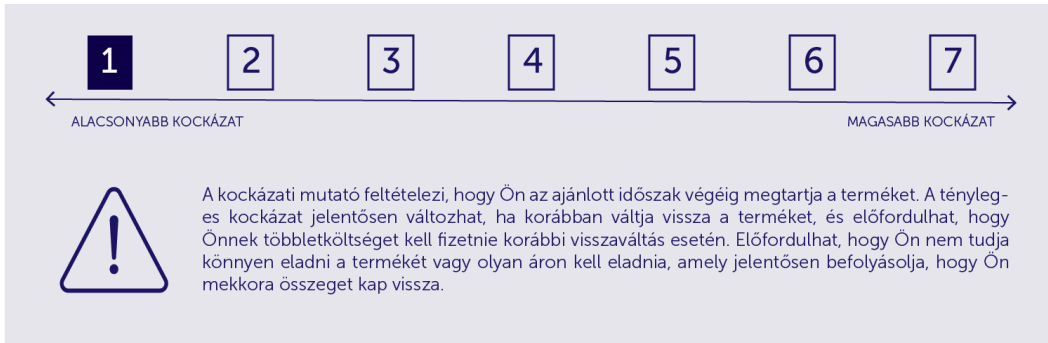 1 2 3 4 5 6 7
ALACSONYABB KOCKÁZAT MAGASABB KOCKÁZAT
A kockázati mutató feltételezi, hogy Ön az ajánlott időszak végéig megtartja a terméket. A tényleg-
es kockázat jelentősen változhat, ha korábban váltja vissza a terméket, és előfordulhat, hogy
Önnek többletköltséget kell fizetnie korábbi visszaváltás esetén. Előfordulhat, hogy Ön nem tudja
könnyen eladni a termékét vagy olyan áron kell eladnia, amely jelentősen befolyásolja, hogy Ön
mekkora összeget kap vissza.